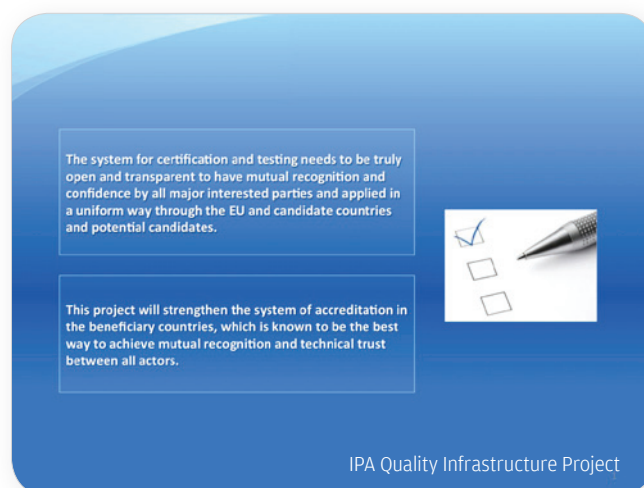 The system for certification and testing needs to be truly
open and transparent to have mutual recognition and
confidence by all major interested parties and applied in
a uniform way through the EU and candidate countries
and potential candidates.
This project will strengthen the system of accreditation in
the beneficiary countries, which is known to be the best
way to achieve mutual recognition and technical trust
between all actors.
IPA Quality Infrastructure Project